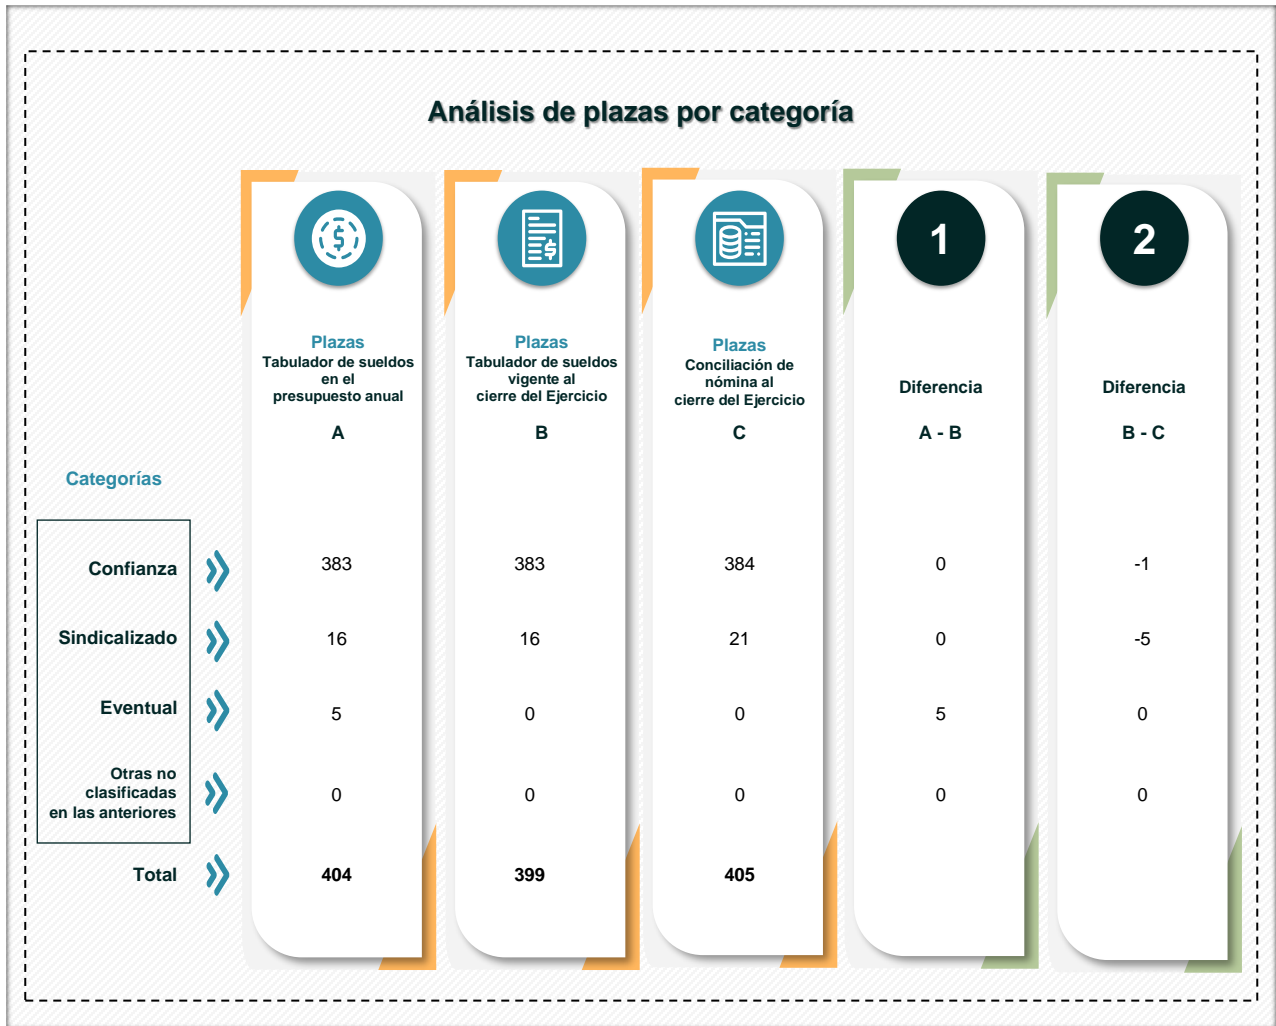 Análisis de plazas por categoría
1
2
Plazas
Tabulador de sueldos
en el
presupuesto anual
A
Plazas
Tabulador de sueldos
vigente al
cierre del Ejercicio
B
Plazas
Conciliación de
nómina al
cierre del Ejercicio
C
Diferencia
A - B
Diferencia
B - C
Categorías
Confianza 383 383 384 0 -1
Sindicalizado 16 16 21 0 -5
Eventual 5 0 0 5 0
Otras no
clasificadas
en las anteriores 0 0 0 0 0
Total 404 399 405